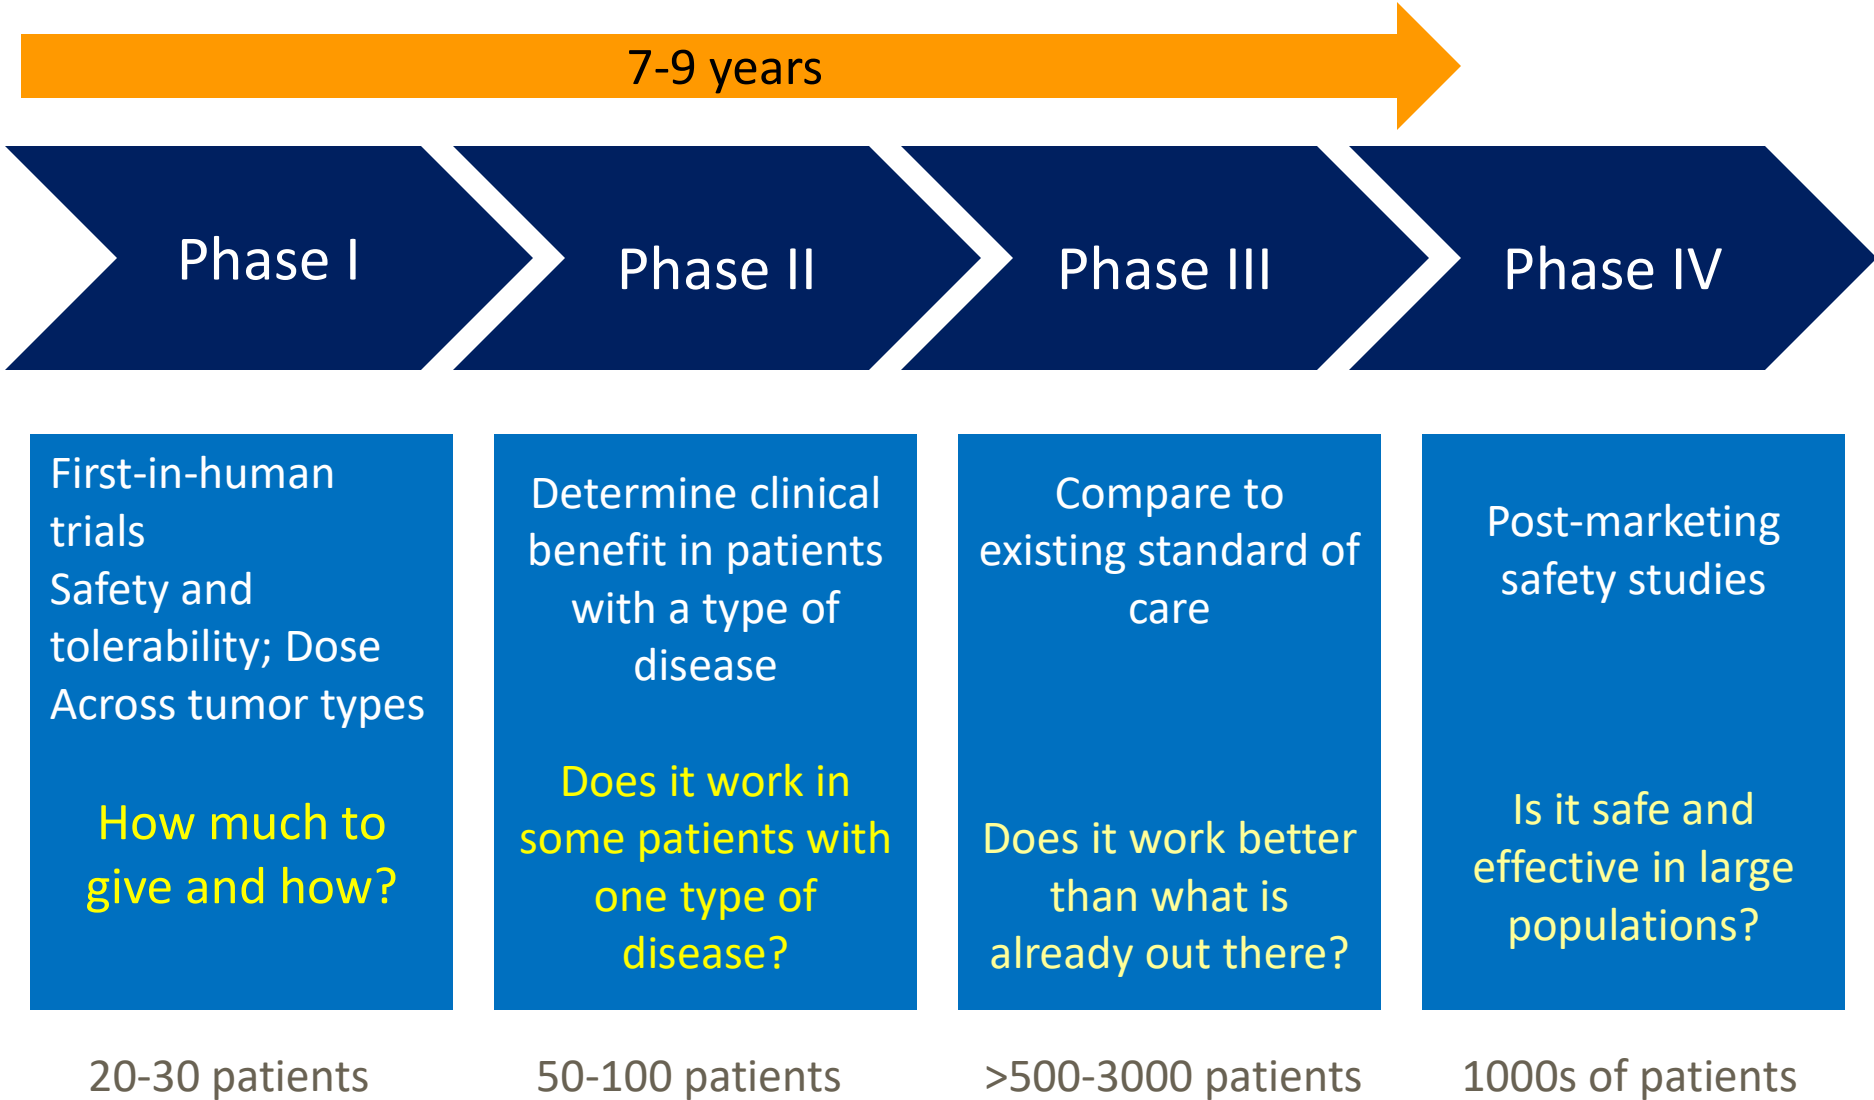 7-9 years
Phase I
Phase II
Phase III
Phase IV
First-in-human
trials
Safety and
tolerability; Dose
Across tumor types
How much to
give and how?
Determine clinical
benefit in patients
with a type of
disease
Does it work in
some patients with
one type of
disease?
Compare to
existing standard of
care
Does it work better
than what is
already out there?
Post-marketing
safety studies
Is it safe and
effective in large
populations?
20-30 patients
50-100 patients
>500-3000 patients
1000s of patients